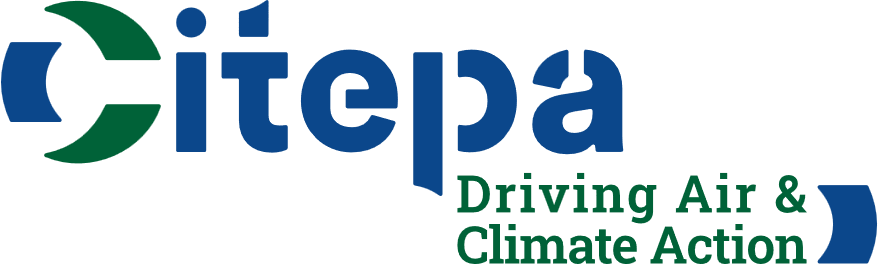 Citepa
Driving Air &
Climate Action